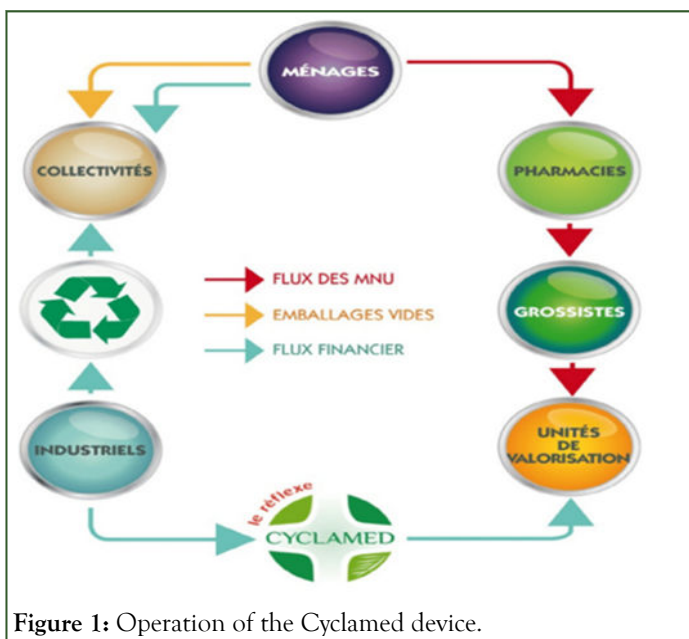 MÉNAGES
COLLECTIVITÉS
PHARMACIES
FLUX DES MNU
EMBALLAGES VIDES
FLUX FINANCIER
GROSSISTES
INDUSTRIELS
UNITÉS
DE
VALORISATION
le réflexe
CYCLAMED
Figure 1: Operation of the Cyclamed device.